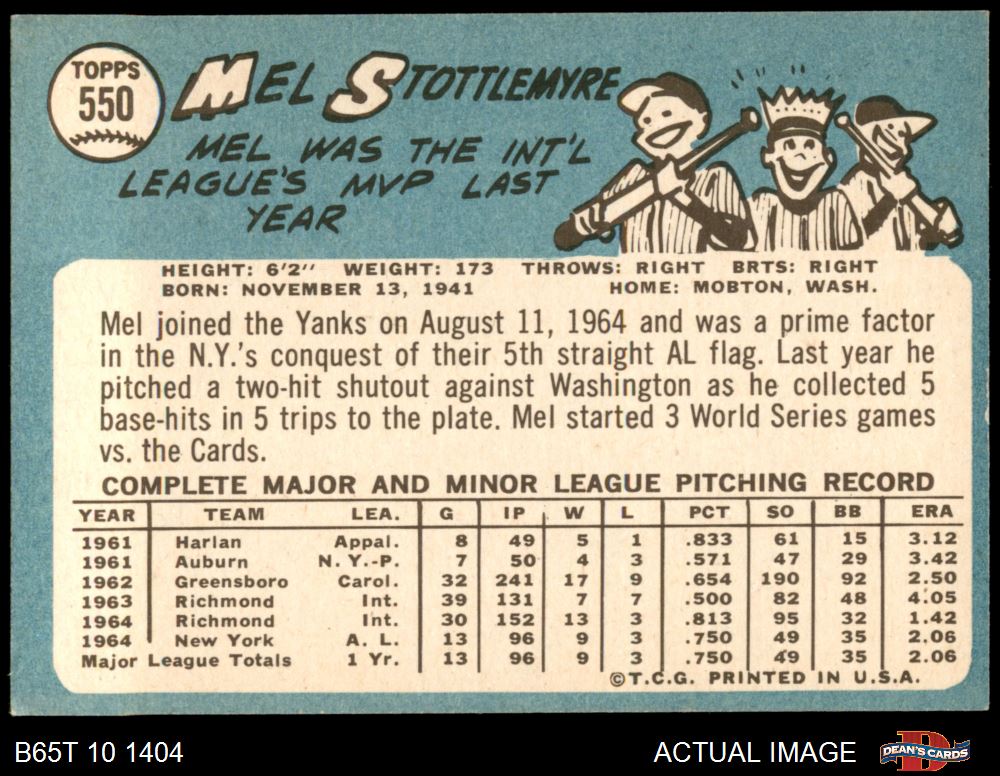 TOPPS
550
MEL STOTTLEMYRE
MEL WAS THE INT'L
LEAGUE'S MVP LAST
YEAR
HEIGHT: 6'2" WEIGHT: 173 THROWS: RIGHT BRTS: RIGHT
BORN: NOVEMBER 13, 1941 HOME: MOBTON, WASH.
Mel joined the Yanks on August 11, 1964 and was a prime factor
in the N.Y.'s conquest of their 5th straight AL flag. Last year he
pitched a two-hit shutout against Washington as he collected 5
base-hits in 5 trips to the plate. Mel started 3 World Series games
vs. the Cards.
COMPLETE MAJOR AND MINOR LEAGUE PITCHING RECORD
YEAR TEAM LEA. G IP W L PCT SO BB ERA
1961 Harlan Appal. 8 49 5 1 .833 61 15 3.12
1961 Auburn N.Y.-P. 7 50 4 3 .571 47 29 3.42
1962 Greensboro Carol. 32 241 17 9 .654 190 92 2.50
1963 Richmond Int. 39 131 7 7 .500 82 48 4.05
1964 Richmond Int. 30 152 13 3 .813 95 32 1.42
1964 New York A. L. 13 96 9 3 .750 49 35 2.06
Major League Totals 1 Yr. 13 96 9 3 .750 49 35 2.06
©T.C.G. PRINTED IN U.S.A.
B65T 10 1404 ACTUAL IMAGE DEAN'S CARDS